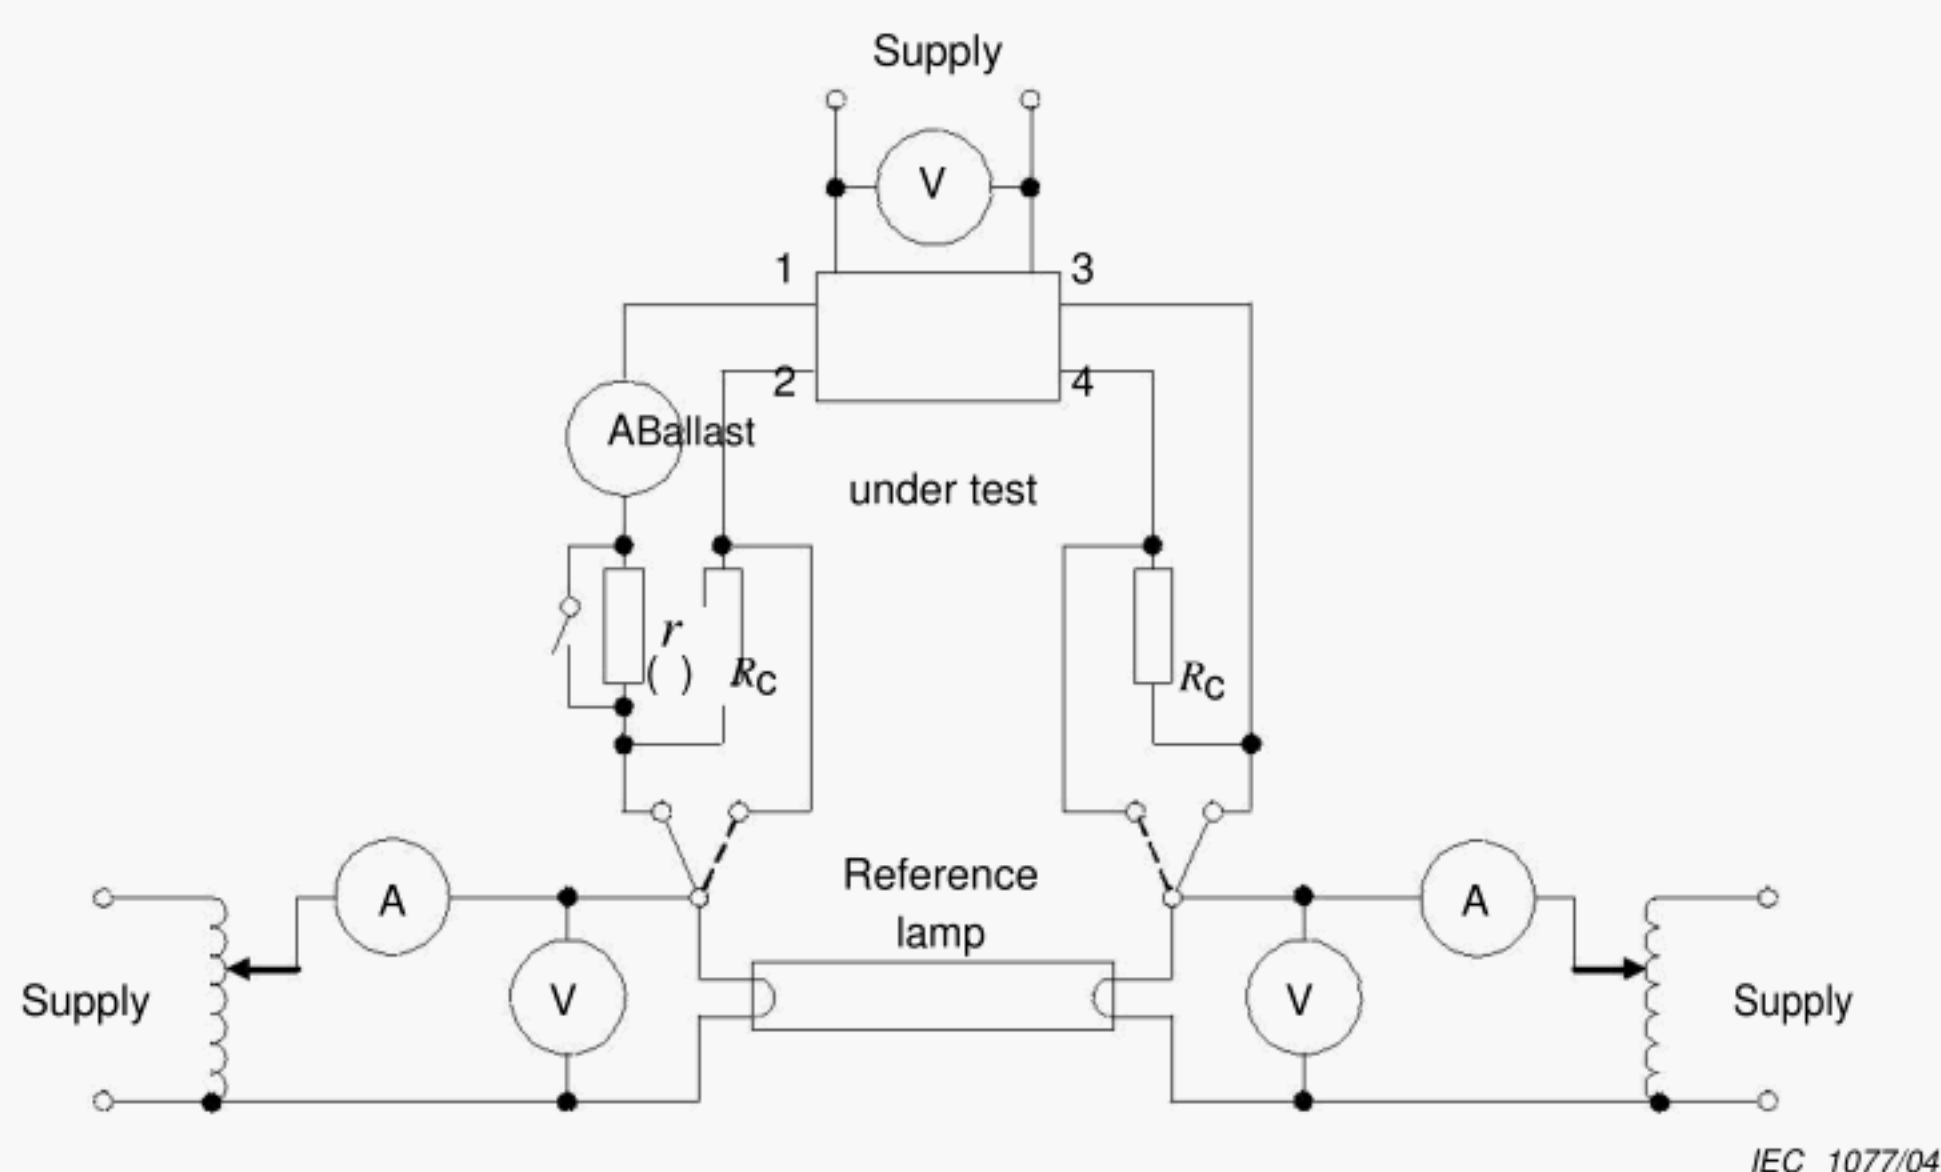 Supply
V
1 3
2 4
ABallast
under test
r
( ) RC
RC
Reference
lamp
A A
V V
Supply Supply
IEC 1077/04